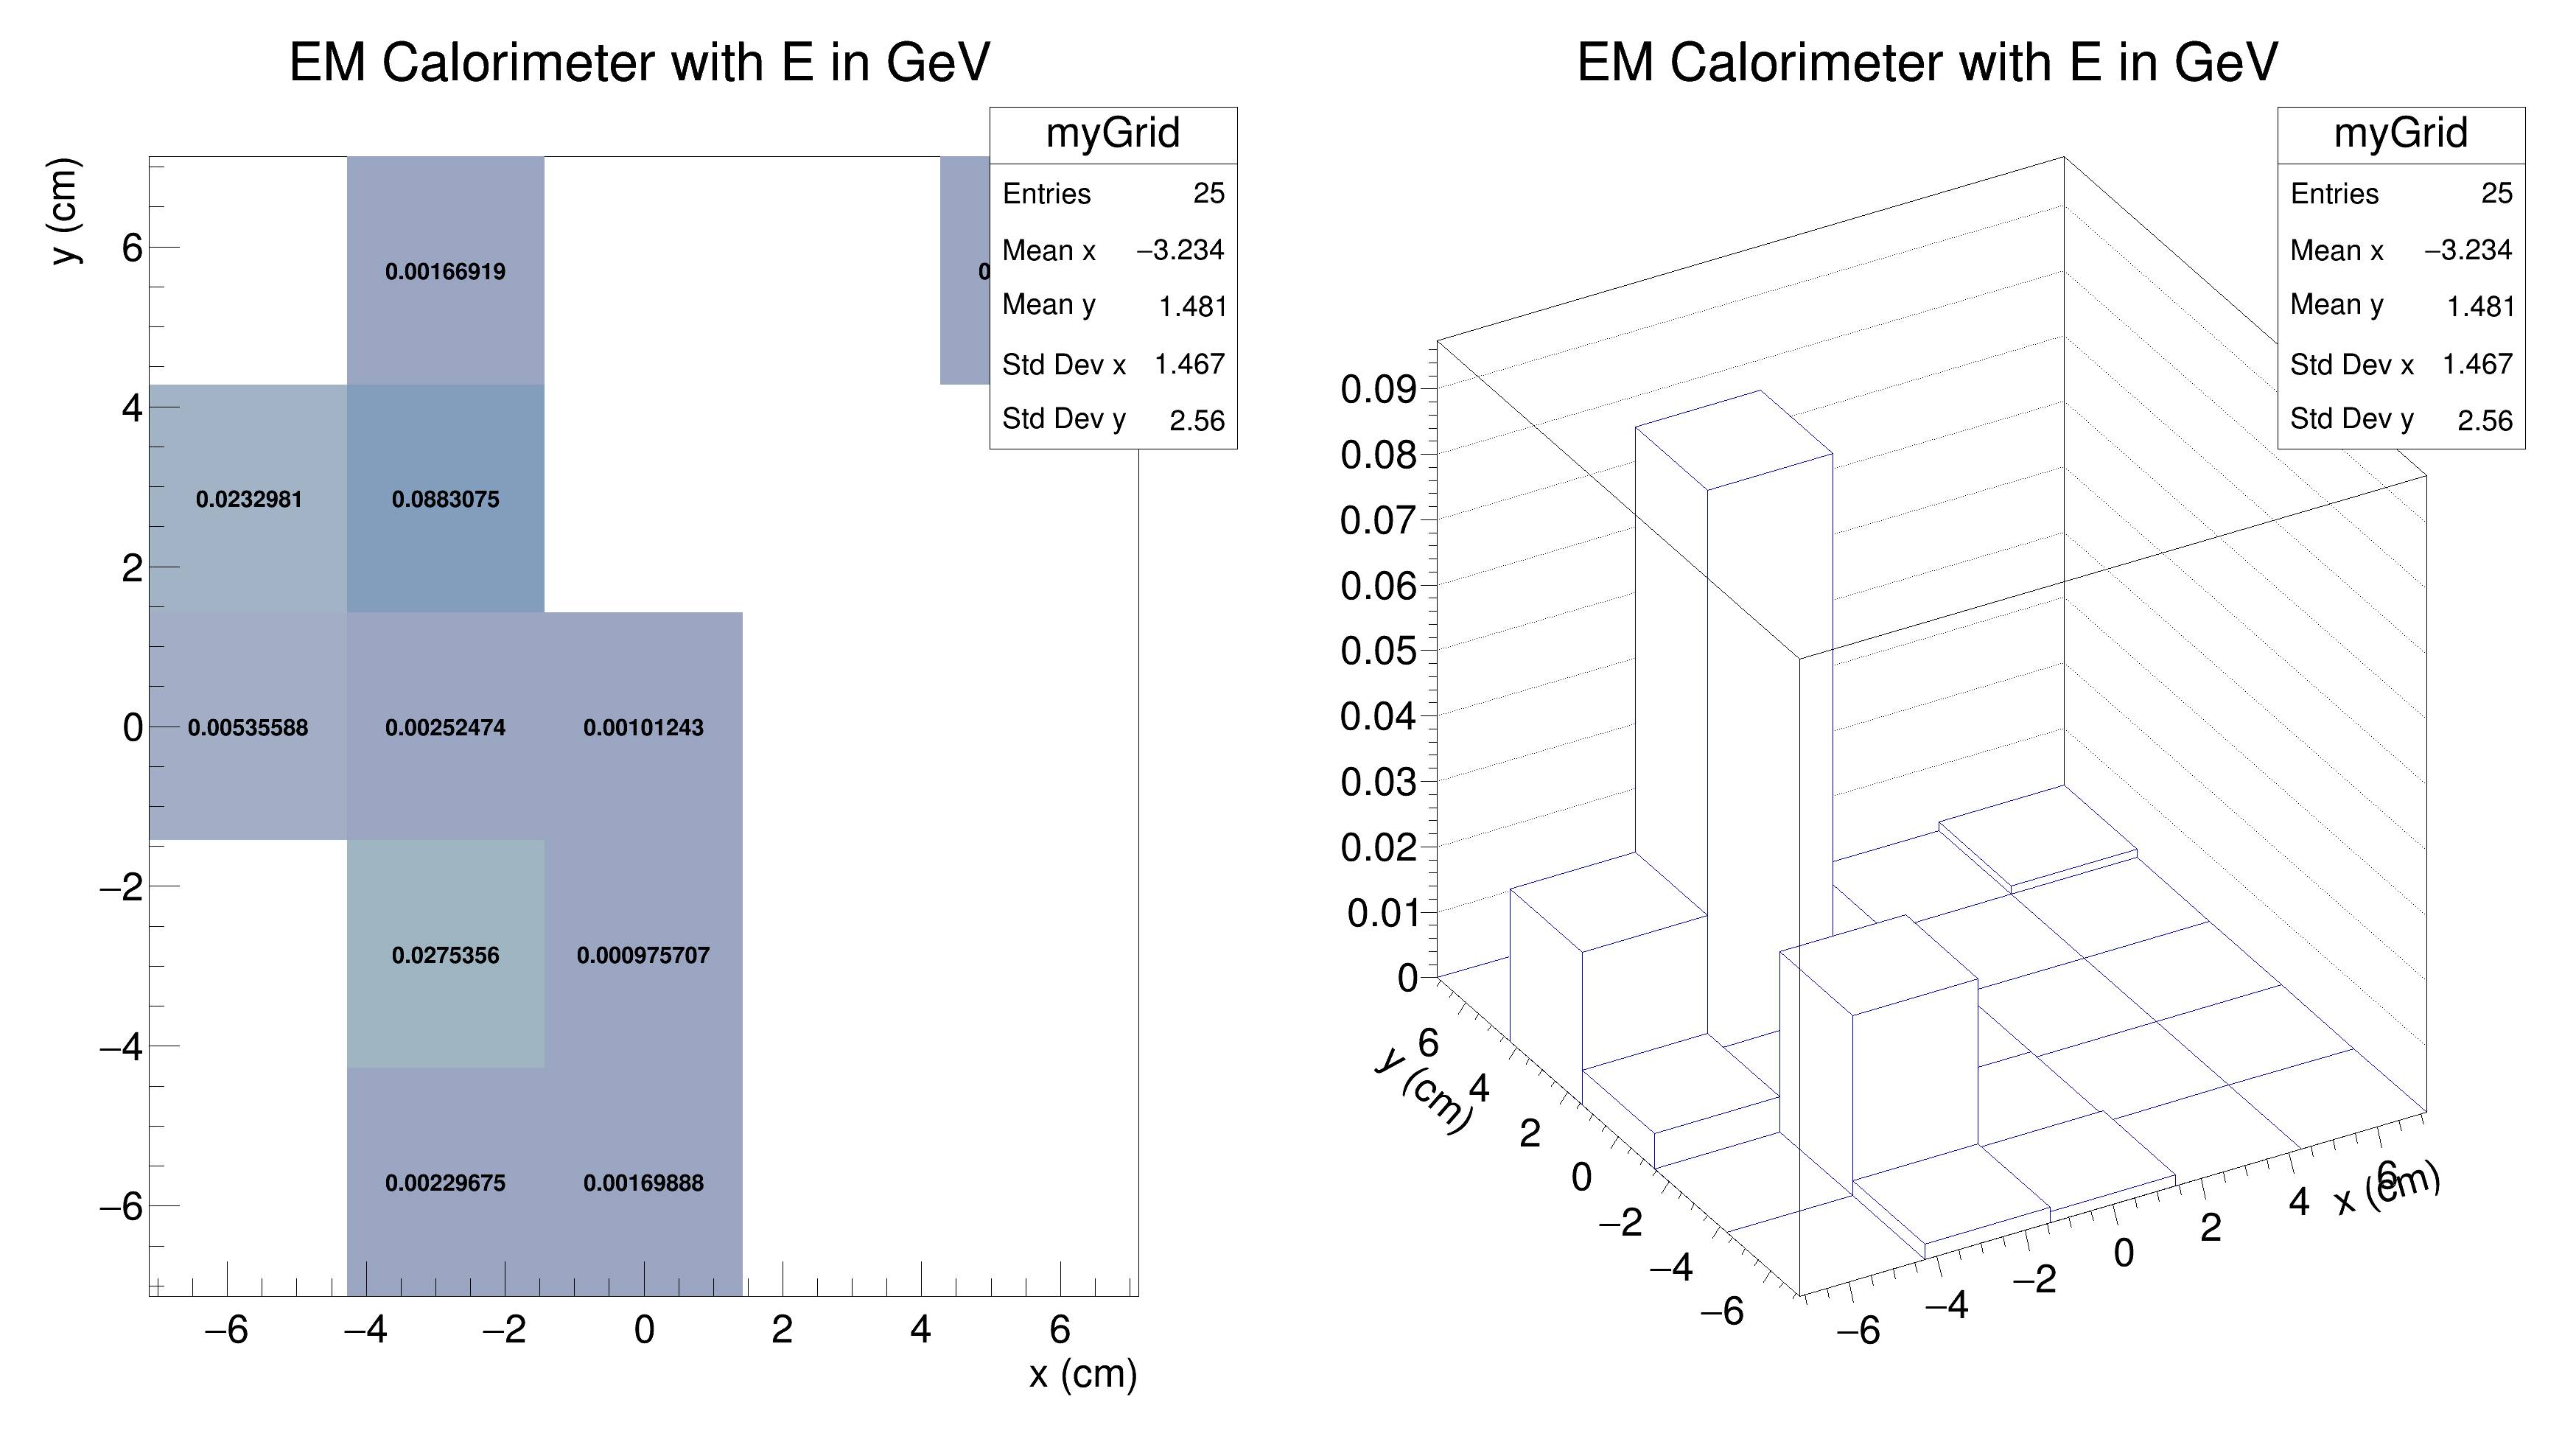 EM Calorimeter with E in GeV
myGrid
Entries 25
Mean x −3.234
Mean y 1.481
Std Dev x 1.467
Std Dev y 2.56
y (cm)
6
4
2
0
−2
−4
−6
0.00166919
0
0.0232981 0.0883075
0.00535588 0.00252474 0.00101243
0.0275356 0.000975707
0.00229675 0.00169888
−6 −4 −2 0 2 4 6
x (cm)
EM Calorimeter with E in GeV
myGrid
Entries 25
Mean x −3.234
Mean y 1.481
Std Dev x 1.467
Std Dev y 2.56
0.09
0.08
0.07
0.06
0.05
0.04
0.03
0.02
0.01
0
6
4
2
0
−2
−4
−6
y (cm)
−6
−4
−2
0
2
4
6
x (cm)